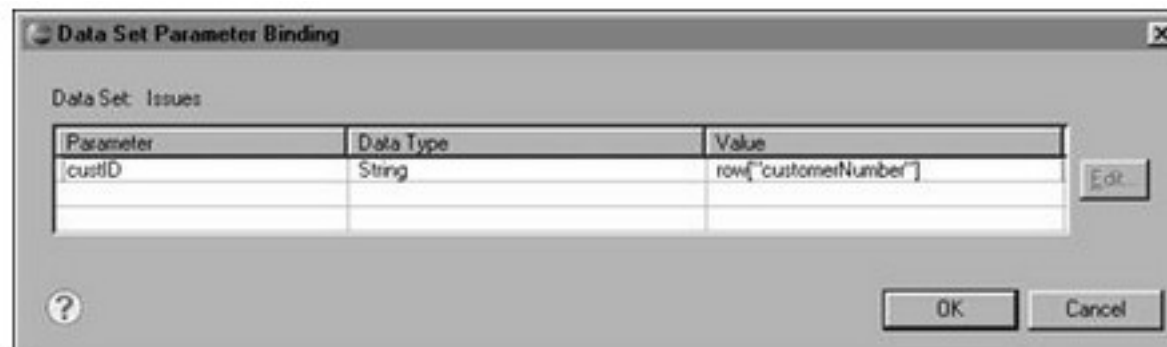 Data Set Parameter Binding
Data Set: Issues
Parameter Data Type Value
custID String row["customerNumber"]
Edit...
?
OK Cancel